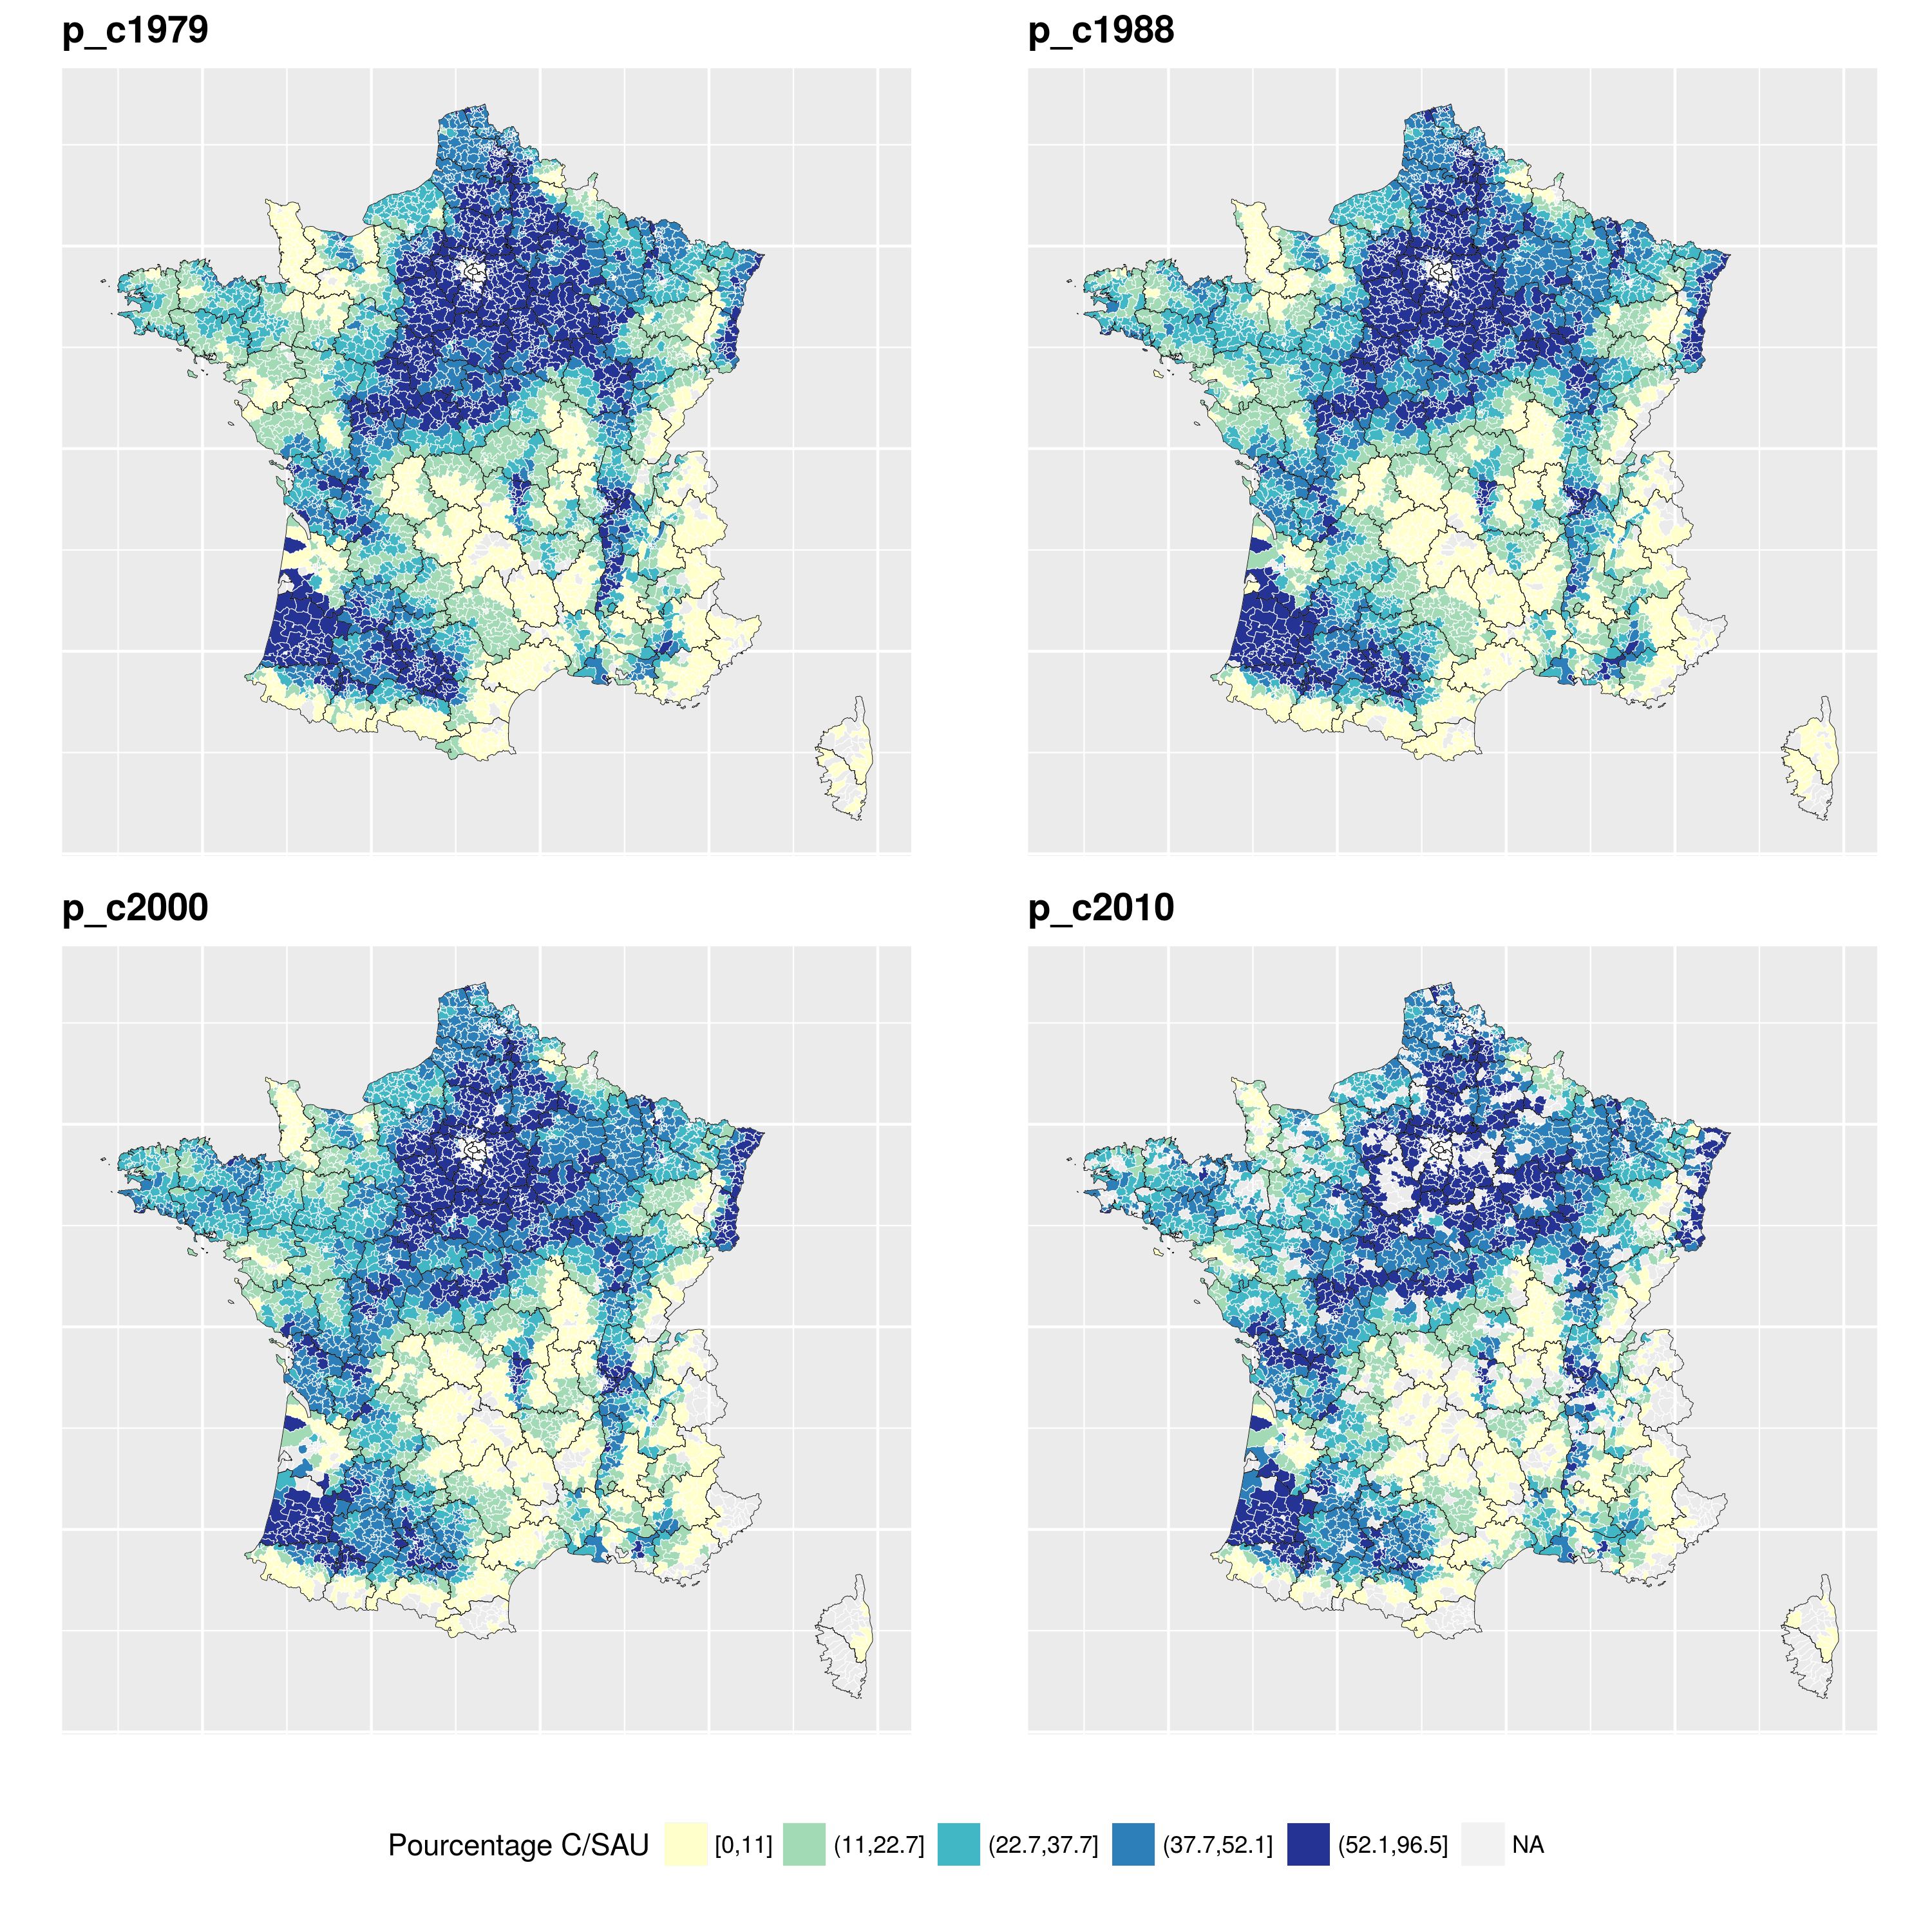 p_c1979
p_c1988
p_c2000
p_c2010
Pourcentage C/SAU [0,11] (11,22.7] (22.7,37.7] (37.7,52.1] (52.1,96.5] NA